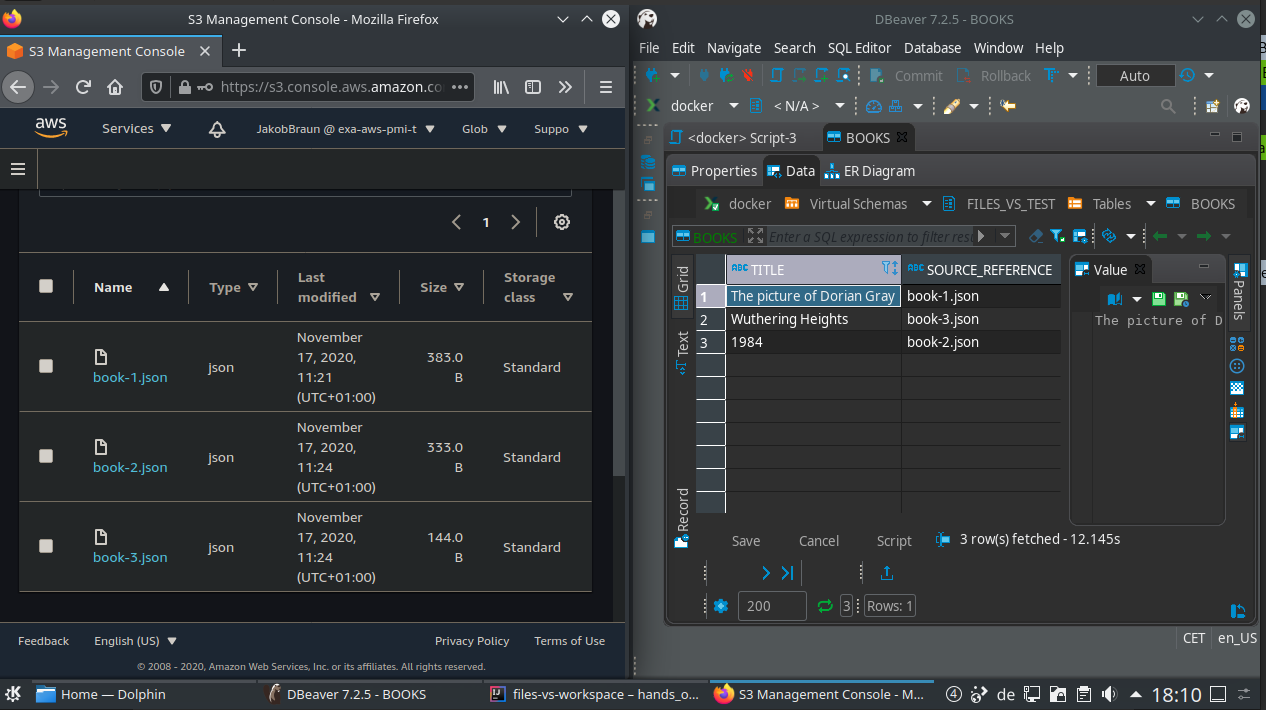 S3 Management Console - Mozilla Firefox
S3 Management Console
https://s3.console.aws.amazon.co
aws
Services
JakobBraun @ exa-aws-pmi-t
Glob
Suppo
1
Name
Type
Last modified
Size
Storage class
book-1.json
json
November 17, 2020, 11:21 (UTC+01:00)
383.0 B
Standard
book-2.json
json
November 17, 2020, 11:24 (UTC+01:00)
333.0 B
Standard
book-3.json
json
November 17, 2020, 11:24 (UTC+01:00)
144.0 B
Standard
Feedback
English (US)
Privacy Policy
Terms of Use
© 2008 - 2020, Amazon Web Services, Inc. or its affiliates. All rights reserved.
DBeaver 7.2.5 - BOOKS
File Edit Navigate Search SQL Editor Database Window Help
Commit
Rollback
Auto
docker
< N/A >
<docker> Script-3
BOOKS
Properties
Data
ER Diagram
docker
Virtual Schemas
FILES_VS_TEST
Tables
BOOKS
BOOKS
Enter a SQL expression to filter res
Grid
Text
Record
ABC TITLE
ABC SOURCE_REFERENCE
1 The picture of Dorian Gray book-1.json
2 Wuthering Heights book-3.json
3 1984 book-2.json
Value
The picture of D
Panels
Save
Cancel
Script
3 row(s) fetched - 12.145s
200
3
Rows: 1
CET
en_US
Home — Dolphin
DBeaver 7.2.5 - BOOKS
files-vs-workspace – hands_o...
S3 Management Console - M...
4
de
18:10